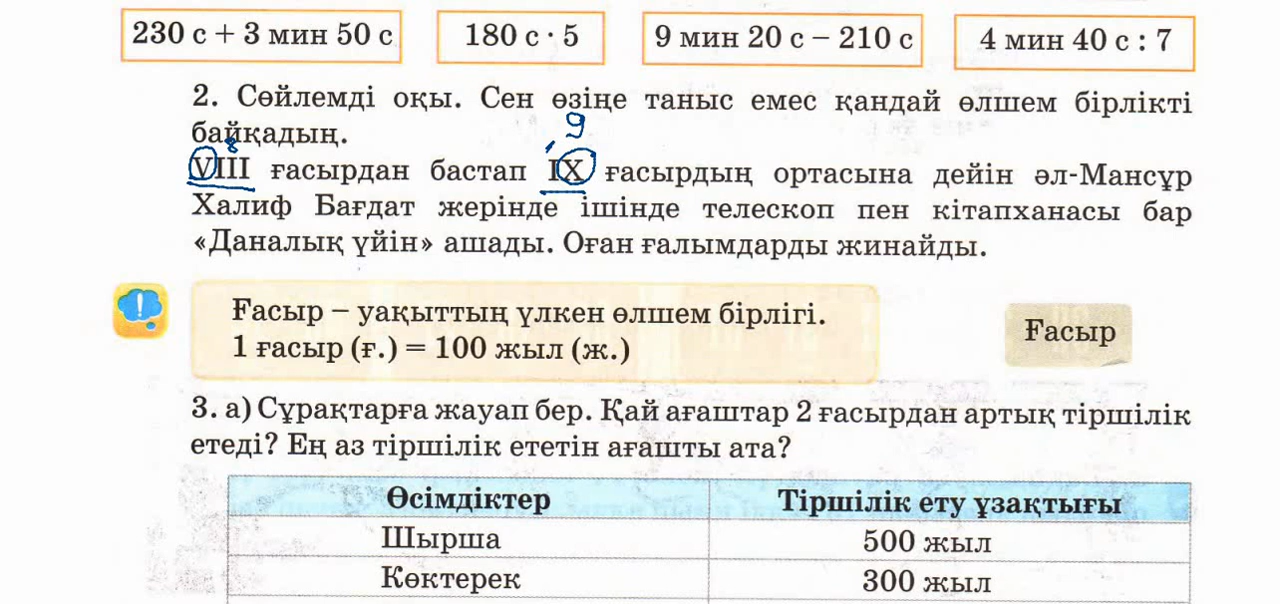 230 с + 3 мин 50 с
180 с · 5
9 мин 20 с − 210 с
4 мин 40 с : 7
2. Сөйлемді оқы. Сен өзіңе таныс емес қандай өлшем бірлікті
байқадың.
8
9
VIII ғасырдан бастап IX ғасырдың ортасына дейін әл-Мансұр
Халиф Бағдат жерінде ішінде телескоп пен кітапханасы бар
«Даналық үйін» ашады. Оған ғалымдарды жинайды.
!
Ғасыр – уақыттың үлкен өлшем бірлігі.
1 ғасыр (ғ.) = 100 жыл (ж.)
Ғасыр
3. а) Сұрақтарға жауап бер. Қай ағаштар 2 ғасырдан артық тіршілік
етеді? Ең аз тіршілік ететін ағашты ата?
Өсімдіктер Тіршілік ету ұзақтығы
Шырша 500 жыл
Көктерек 300 жыл